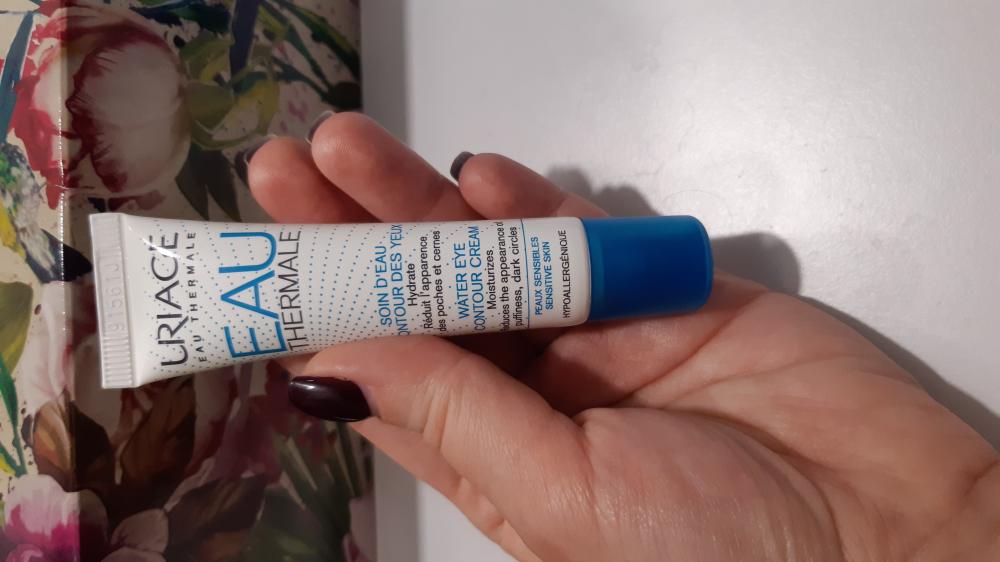 URIAGE
EAU THERMALE
EAU
THERMALE
SOIN D'EAU
CONTOUR DES YEUX
Hydrate
Réduit l'apparence
des poches et cernes
WATER EYE
CONTOUR CREAM
Moisturizes.
reduces the appearance of
puffiness, dark circles
PEAUX SENSIBLES
SENSITIVE SKIN
HYPOALLERGÉNIQUE